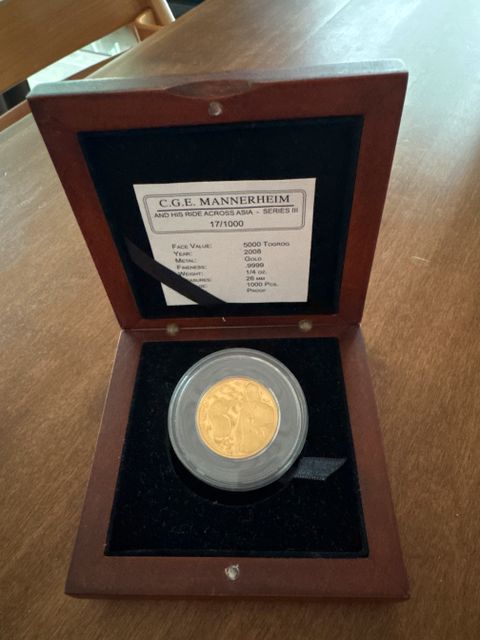 C.G.E. MANNERHEIM
AND HIS RIDE ACROSS ASIA - SERIES III
17/1000
FACE VALUE: 5000 TOGROG
YEAR: 2008
METAL: GOLD
FINENESS: .9999
WEIGHT: 1/4 OZ.
26 MM
1000 PCS.
PROOF